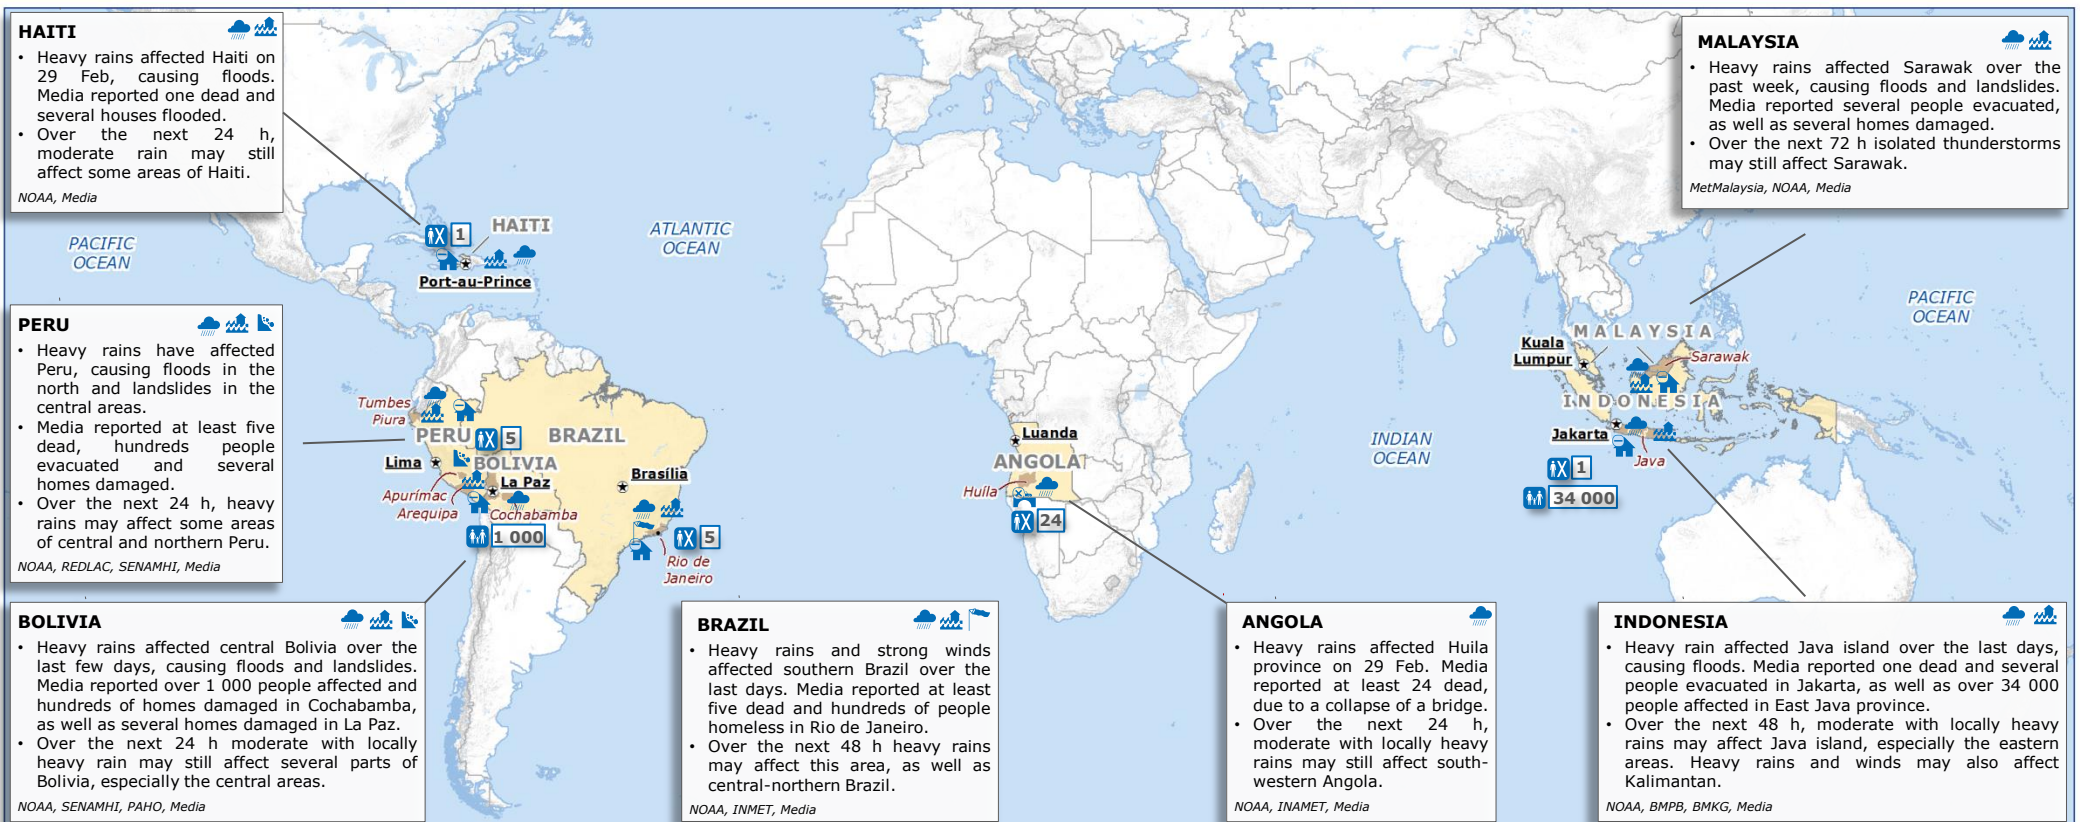 HAITI
• Heavy rains affected Haiti on
29 Feb, causing floods.
Media reported one dead and
several houses flooded.
• Over the next 24 h,
moderate rain may still
affect some areas of Haiti.
NOAA, Media
MALAYSIA
• Heavy rains affected Sarawak over the
past week, causing floods and landslides.
Media reported several people evacuated,
as well as several homes damaged.
• Over the next 72 h isolated thunderstorms
may still affect Sarawak.
MetMalaysia, NOAA, Media
PACIFIC
OCEAN
ATLANTIC
OCEAN
1
HAITI
Port-au-Prince
PACIFIC
OCEAN
PERU
• Heavy rains have affected
Peru, causing floods in the
north and landslides in the
central areas.
• Media reported at least five
dead, hundreds people
evacuated and several
homes damaged.
• Over the next 24 h, heavy
rains may affect some areas
of central and northern Peru.
NOAA, REDLAC, SENAMHI, Media
Tumbes
Piura
PERU
5
BRAZIL
Lima
BOLIVIA
La Paz
Brasília
Apurímac
Arequipa
Cochabamba
1 000
5
Rio de
Janeiro
Luanda
ANGOLA
Huíla
24
INDIAN
OCEAN
MALAYSIA
Kuala
Lumpur
Sarawak
INDONESIA
Jakarta
Java
1
34 000
BOLIVIA
• Heavy rains affected central Bolivia over the
last few days, causing floods and landslides.
Media reported over 1 000 people affected and
hundreds of homes damaged in Cochabamba,
as well as several homes damaged in La Paz.
• Over the next 24 h moderate with locally
heavy rain may still affect several parts of
Bolivia, especially the central areas.
NOAA, SENAMHI, PAHO, Media
BRAZIL
• Heavy rains and strong winds
affected southern Brazil over the
last days. Media reported at least
five dead and hundreds of people
homeless in Rio de Janeiro.
• Over the next 48 h heavy rains
may affect this area, as well as
central-northern Brazil.
NOAA, INMET, Media
ANGOLA
• Heavy rains affected Huila
province on 29 Feb. Media
reported at least 24 dead,
due to a collapse of a bridge.
• Over the next 24 h,
moderate with locally heavy
rains may still affect south-
western Angola.
NOAA, INAMET, Media
INDONESIA
• Heavy rain affected Java island over the last days,
causing floods. Media reported one dead and several
people evacuated in Jakarta, as well as over 34 000
people affected in East Java province.
• Over the next 48 h, moderate with locally heavy
rains may affect Java island, especially the eastern
areas. Heavy rains and winds may also affect
Kalimantan.
NOAA, BMPB, BMKG, Media